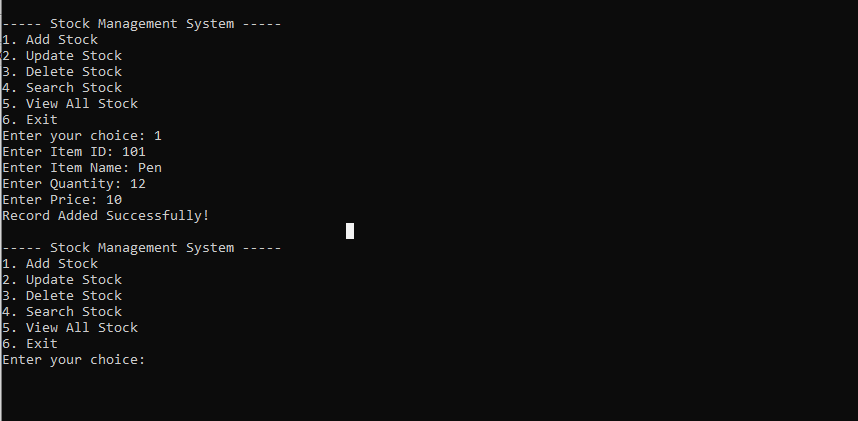 ----- Stock Management System -----
1. Add Stock
2. Update Stock
3. Delete Stock
4. Search Stock
5. View All Stock
6. Exit
Enter your choice: 1
Enter Item ID: 101
Enter Item Name: Pen
Enter Quantity: 12
Enter Price: 10
Record Added Successfully!
----- Stock Management System -----
1. Add Stock
2. Update Stock
3. Delete Stock
4. Search Stock
5. View All Stock
6. Exit
Enter your choice: